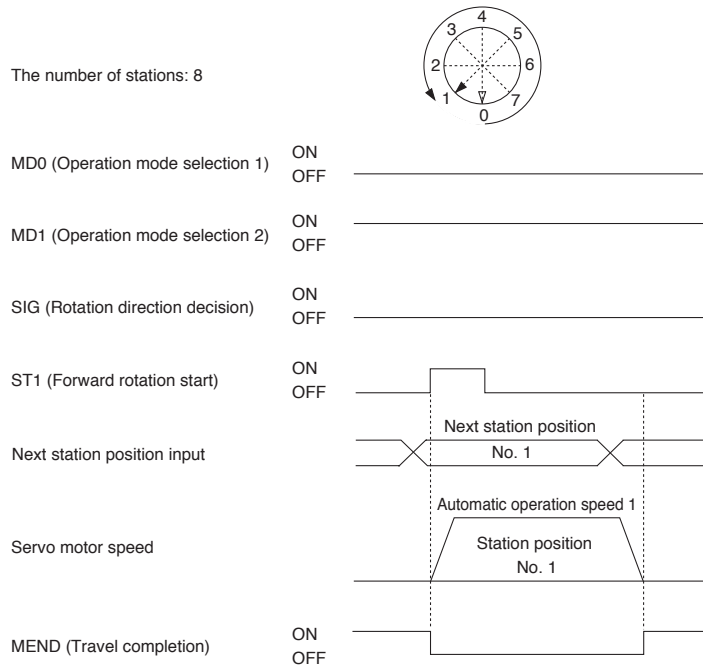 The number of stations: 8
4
3
5
2
6
1
7
0
MD0 (Operation mode selection 1)
ON
OFF
MD1 (Operation mode selection 2)
ON
OFF
SIG (Rotation direction decision)
ON
OFF
ST1 (Forward rotation start)
ON
OFF
Next station position input
Next station position
No. 1
Servo motor speed
Automatic operation speed 1
Station position
No. 1
MEND (Travel completion)
ON
OFF